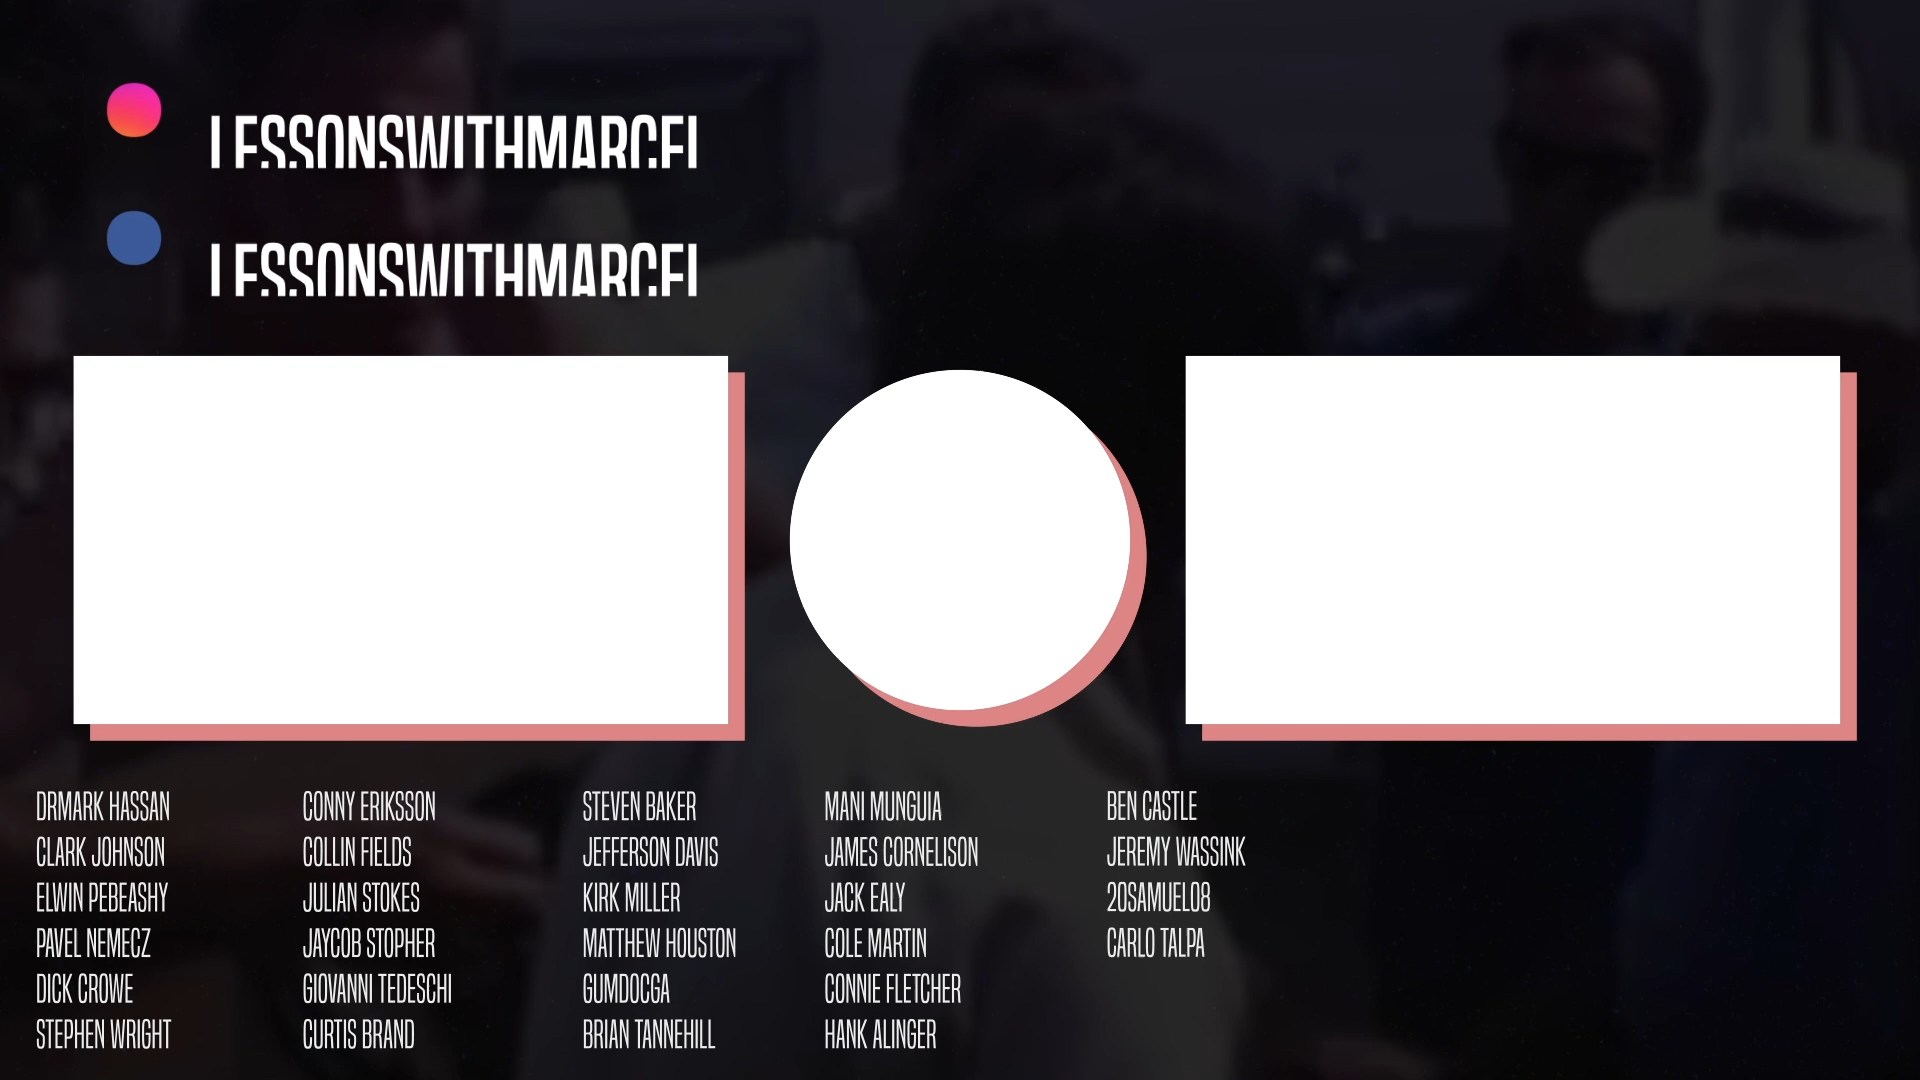 LESSONSWITHMARCEL
LESSONSWITHMARCEL
DRMARK HASSAN
CLARK JOHNSON
ELWIN PEBEASHY
PAVEL NEMECZ
DICK CROWE
STEPHEN WRIGHT
CONNY ERIKSSON
COLLIN FIELDS
JULIAN STOKES
JAYCOB STOPHER
GIOVANNI TEDESCHI
CURTIS BRAND
STEVEN BAKER
JEFFERSON DAVIS
KIRK MILLER
MATTHEW HOUSTON
GUMDOCGA
BRIAN TANNEHILL
MANI MUNGUIA
JAMES CORNELISON
JACK EALY
COLE MARTIN
CONNIE FLETCHER
HANK ALINGER
BEN CASTLE
JEREMY WASSINK
20SAMUEL08
CARLO TALPA